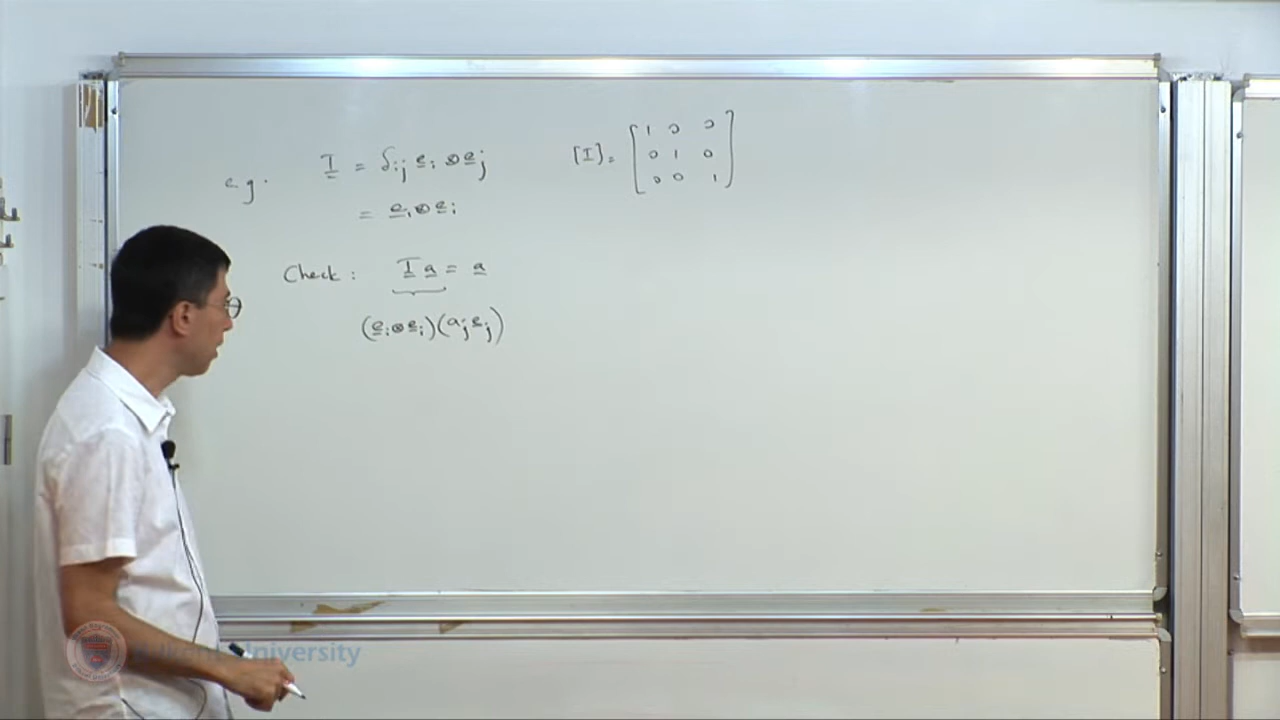 e.g. I = δij ei ⊗ ej
= ei ⊗ ei
[I] = [ 1 0 0
0 1 0
0 0 1 ]
Check : I a = a
(ei ⊗ ei)(aj ej)
University